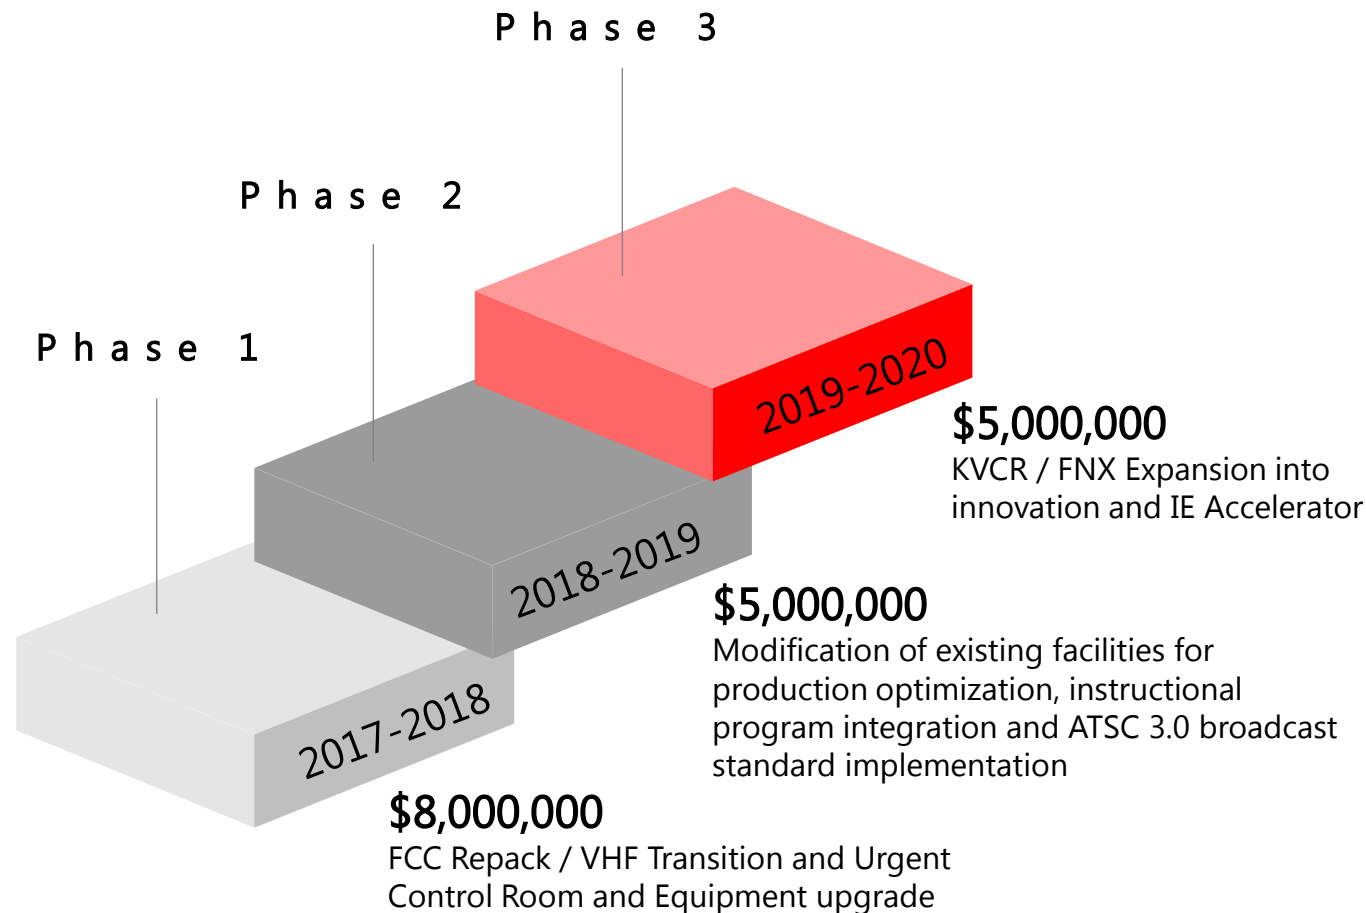 Phase 3
Phase 2
Phase 1
2019-2020
$5,000,000
KVCR / FNX Expansion into
innovation and IE Accelerator
2018-2019
$5,000,000
Modification of existing facilities for
production optimization, instructional
program integration and ATSC 3.0 broadcast
standard implementation
2017-2018
$8,000,000
FCC Repack / VHF Transition and Urgent
Control Room and Equipment upgrade